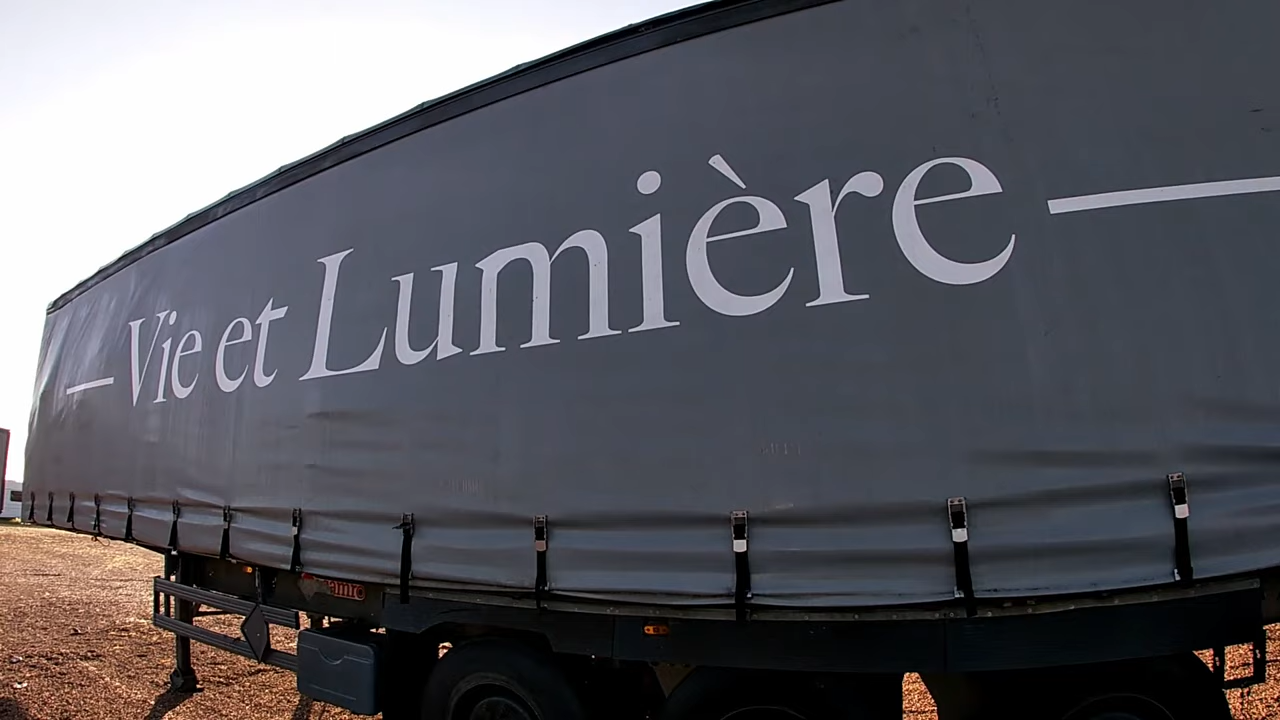 — Vie et Lumière —